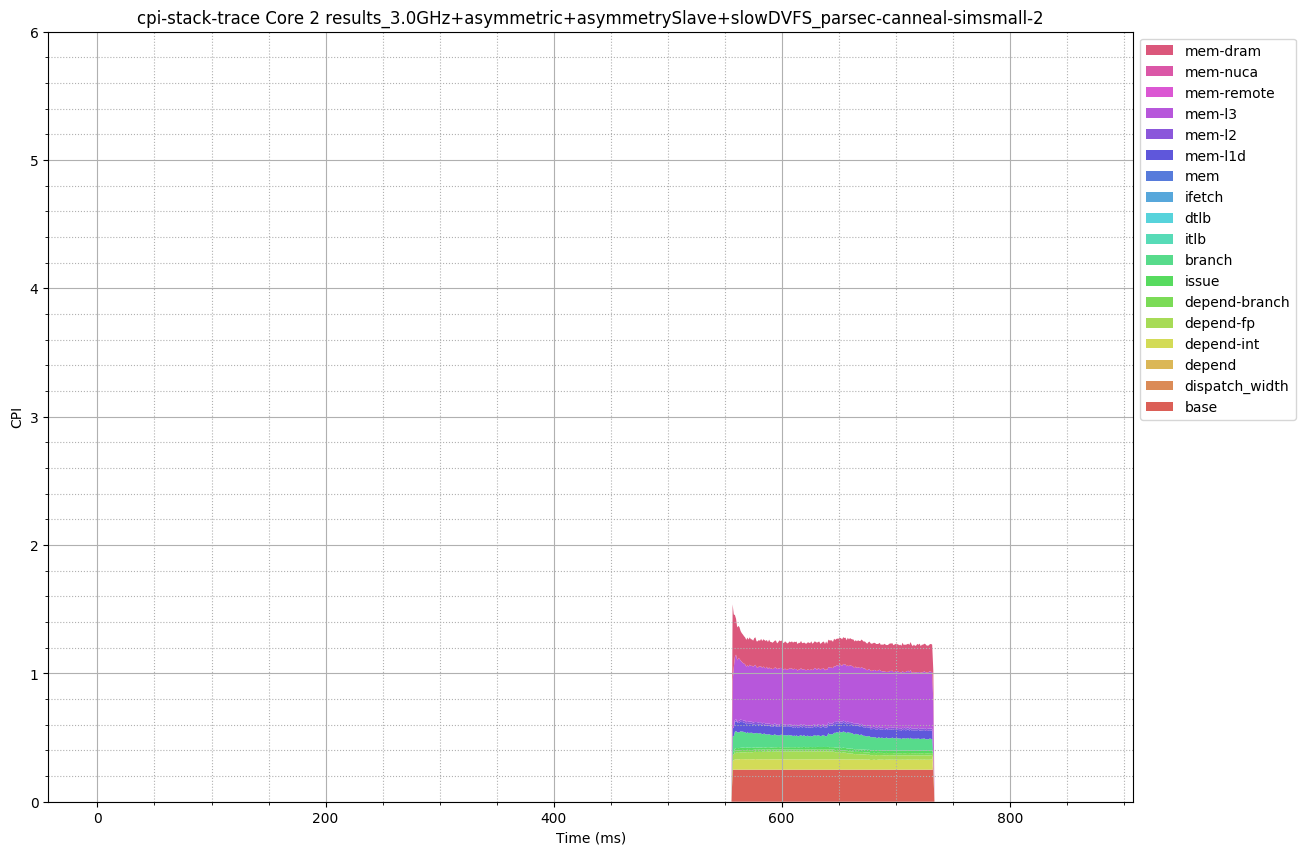 cpi-stack-trace Core 2 results_3.0GHz+asymmetric+asymmetrySlave+slowDVFS_parsec-canneal-simsmall-2
6
5
4
3
2
1
0
CPI
0
200
400
600
800
Time (ms)
mem-dram
mem-nuca
mem-remote
mem-l3
mem-l2
mem-l1d
mem
ifetch
dtlb
itlb
branch
issue
depend-branch
depend-fp
depend-int
depend
dispatch_width
base